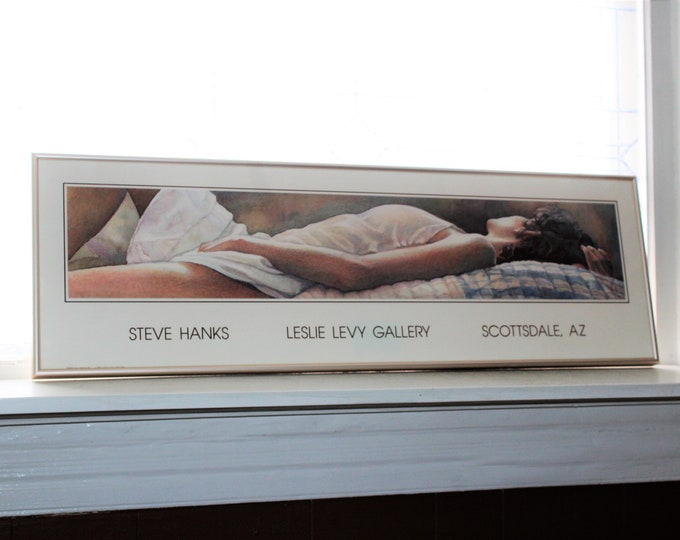 STEVE HANKS LESLIE LEVY GALLERY SCOTTSDALE, AZ